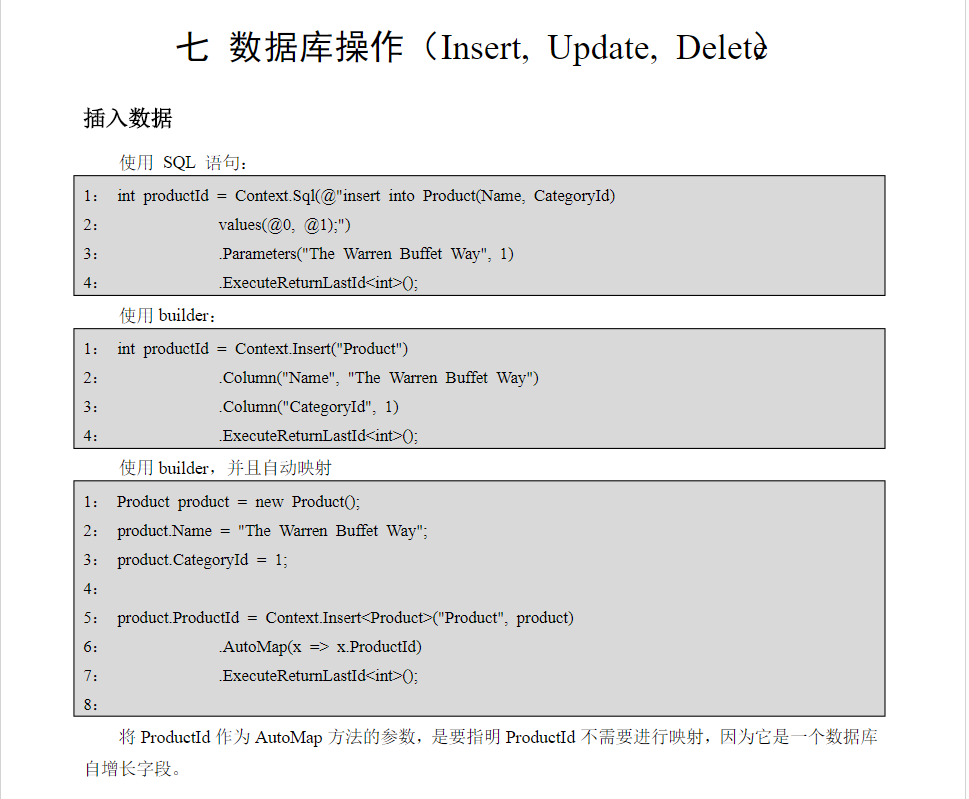 七 数据库操作（Insert, Update, Delete）
插入数据
使用 SQL 语句：
1： int productId = Context.Sql(@"insert into Product(Name, CategoryId)
2： values(@0, @1);")
3： .Parameters("The Warren Buffet Way", 1)
4： .ExecuteReturnLastId<int>();
使用 builder：
1： int productId = Context.Insert("Product")
2： .Column("Name", "The Warren Buffet Way")
3： .Column("CategoryId", 1)
4： .ExecuteReturnLastId<int>();
使用 builder，并且自动映射
1： Product product = new Product();
2： product.Name = "The Warren Buffet Way";
3： product.CategoryId = 1;
4：
5： product.ProductId = Context.Insert<Product>("Product", product)
6： .AutoMap(x => x.ProductId)
7： .ExecuteReturnLastId<int>();
8：
将 ProductId 作为 AutoMap 方法的参数，是要指明 ProductId 不需要进行映射，因为它是一个数据库
自增长字段。